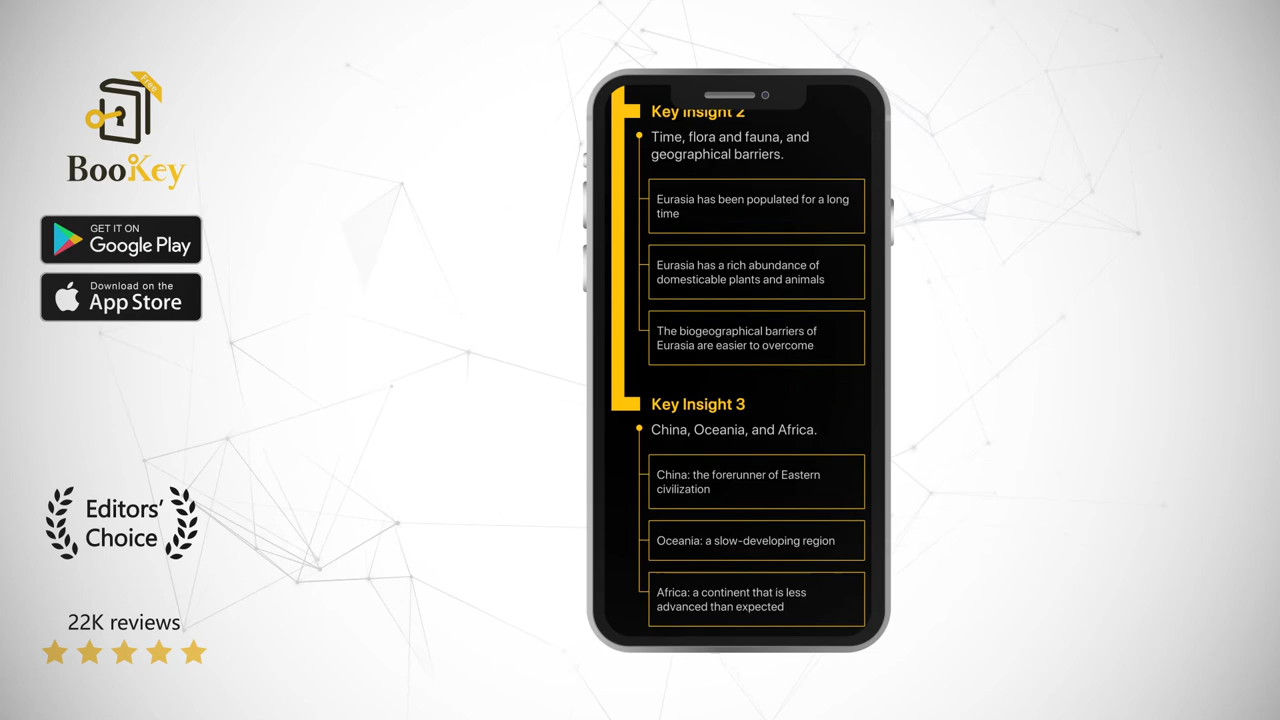 Free
BooKey
GET IT ON
Google Play
Download on the
App Store
Editors’
Choice
22K reviews
Key Insight 2
Time, flora and fauna, and
geographical barriers.
Eurasia has been populated for a long
time
Eurasia has a rich abundance of
domesticable plants and animals
The biogeographical barriers of
Eurasia are easier to overcome
Key Insight 3
China, Oceania, and Africa.
China: the forerunner of Eastern
civilization
Oceania: a slow-developing region
Africa: a continent that is less
advanced than expected